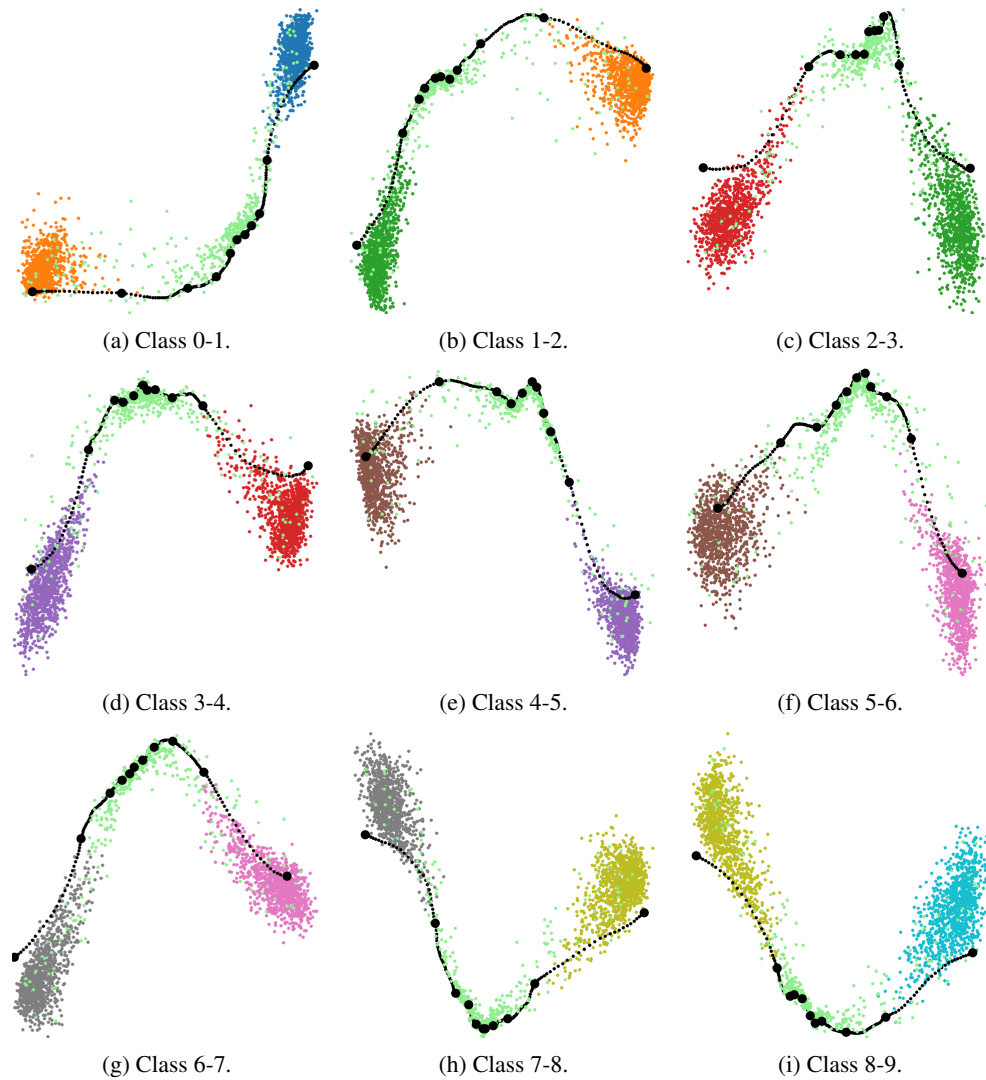 (a) Class 0-1.
(b) Class 1-2.
(c) Class 2-3.
(d) Class 3-4.
(e) Class 4-5.
(f) Class 5-6.
(g) Class 6-7.
(h) Class 7-8.
(i) Class 8-9.